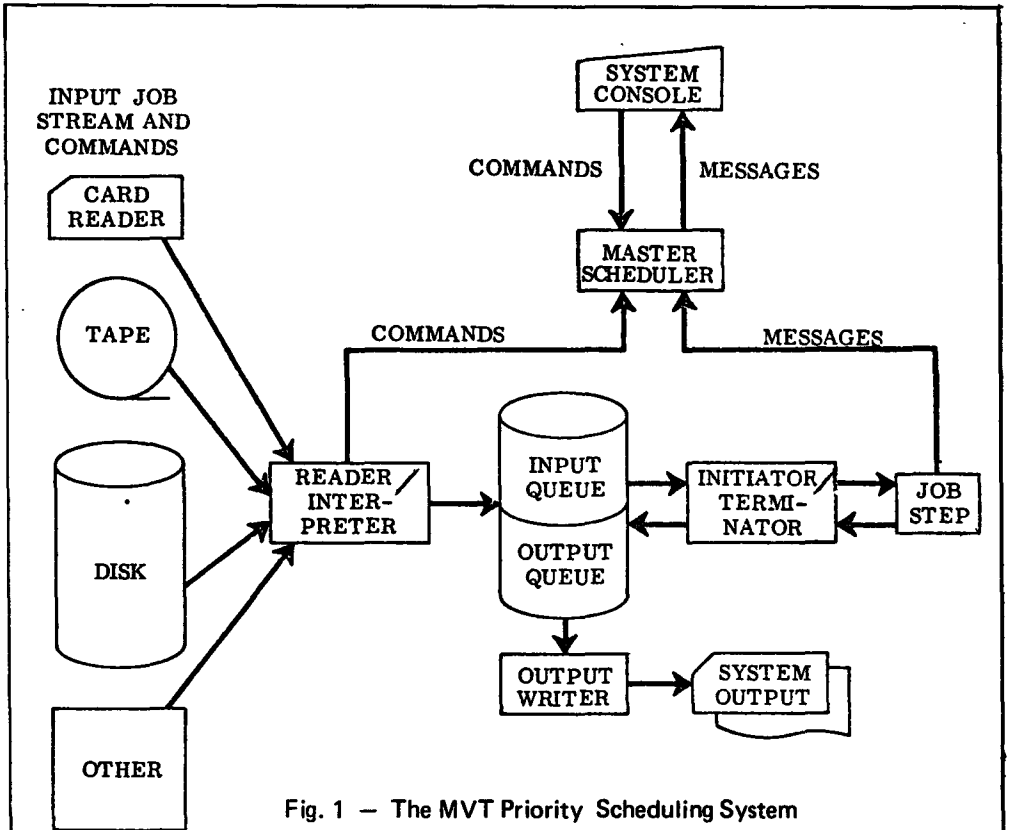 INPUT JOB
STREAM AND
COMMANDS
CARD
READER
TAPE
DISK
OTHER
SYSTEM
CONSOLE
COMMANDS
MESSAGES
MASTER
SCHEDULER
COMMANDS
MESSAGES
READER /
INTER-
PRETER
INPUT
QUEUE
OUTPUT
QUEUE
INITIATOR /
TERMI-
NATOR
JOB
STEP
OUTPUT
WRITER
SYSTEM
OUTPUT
Fig. 1 — The MVT Priority Scheduling System